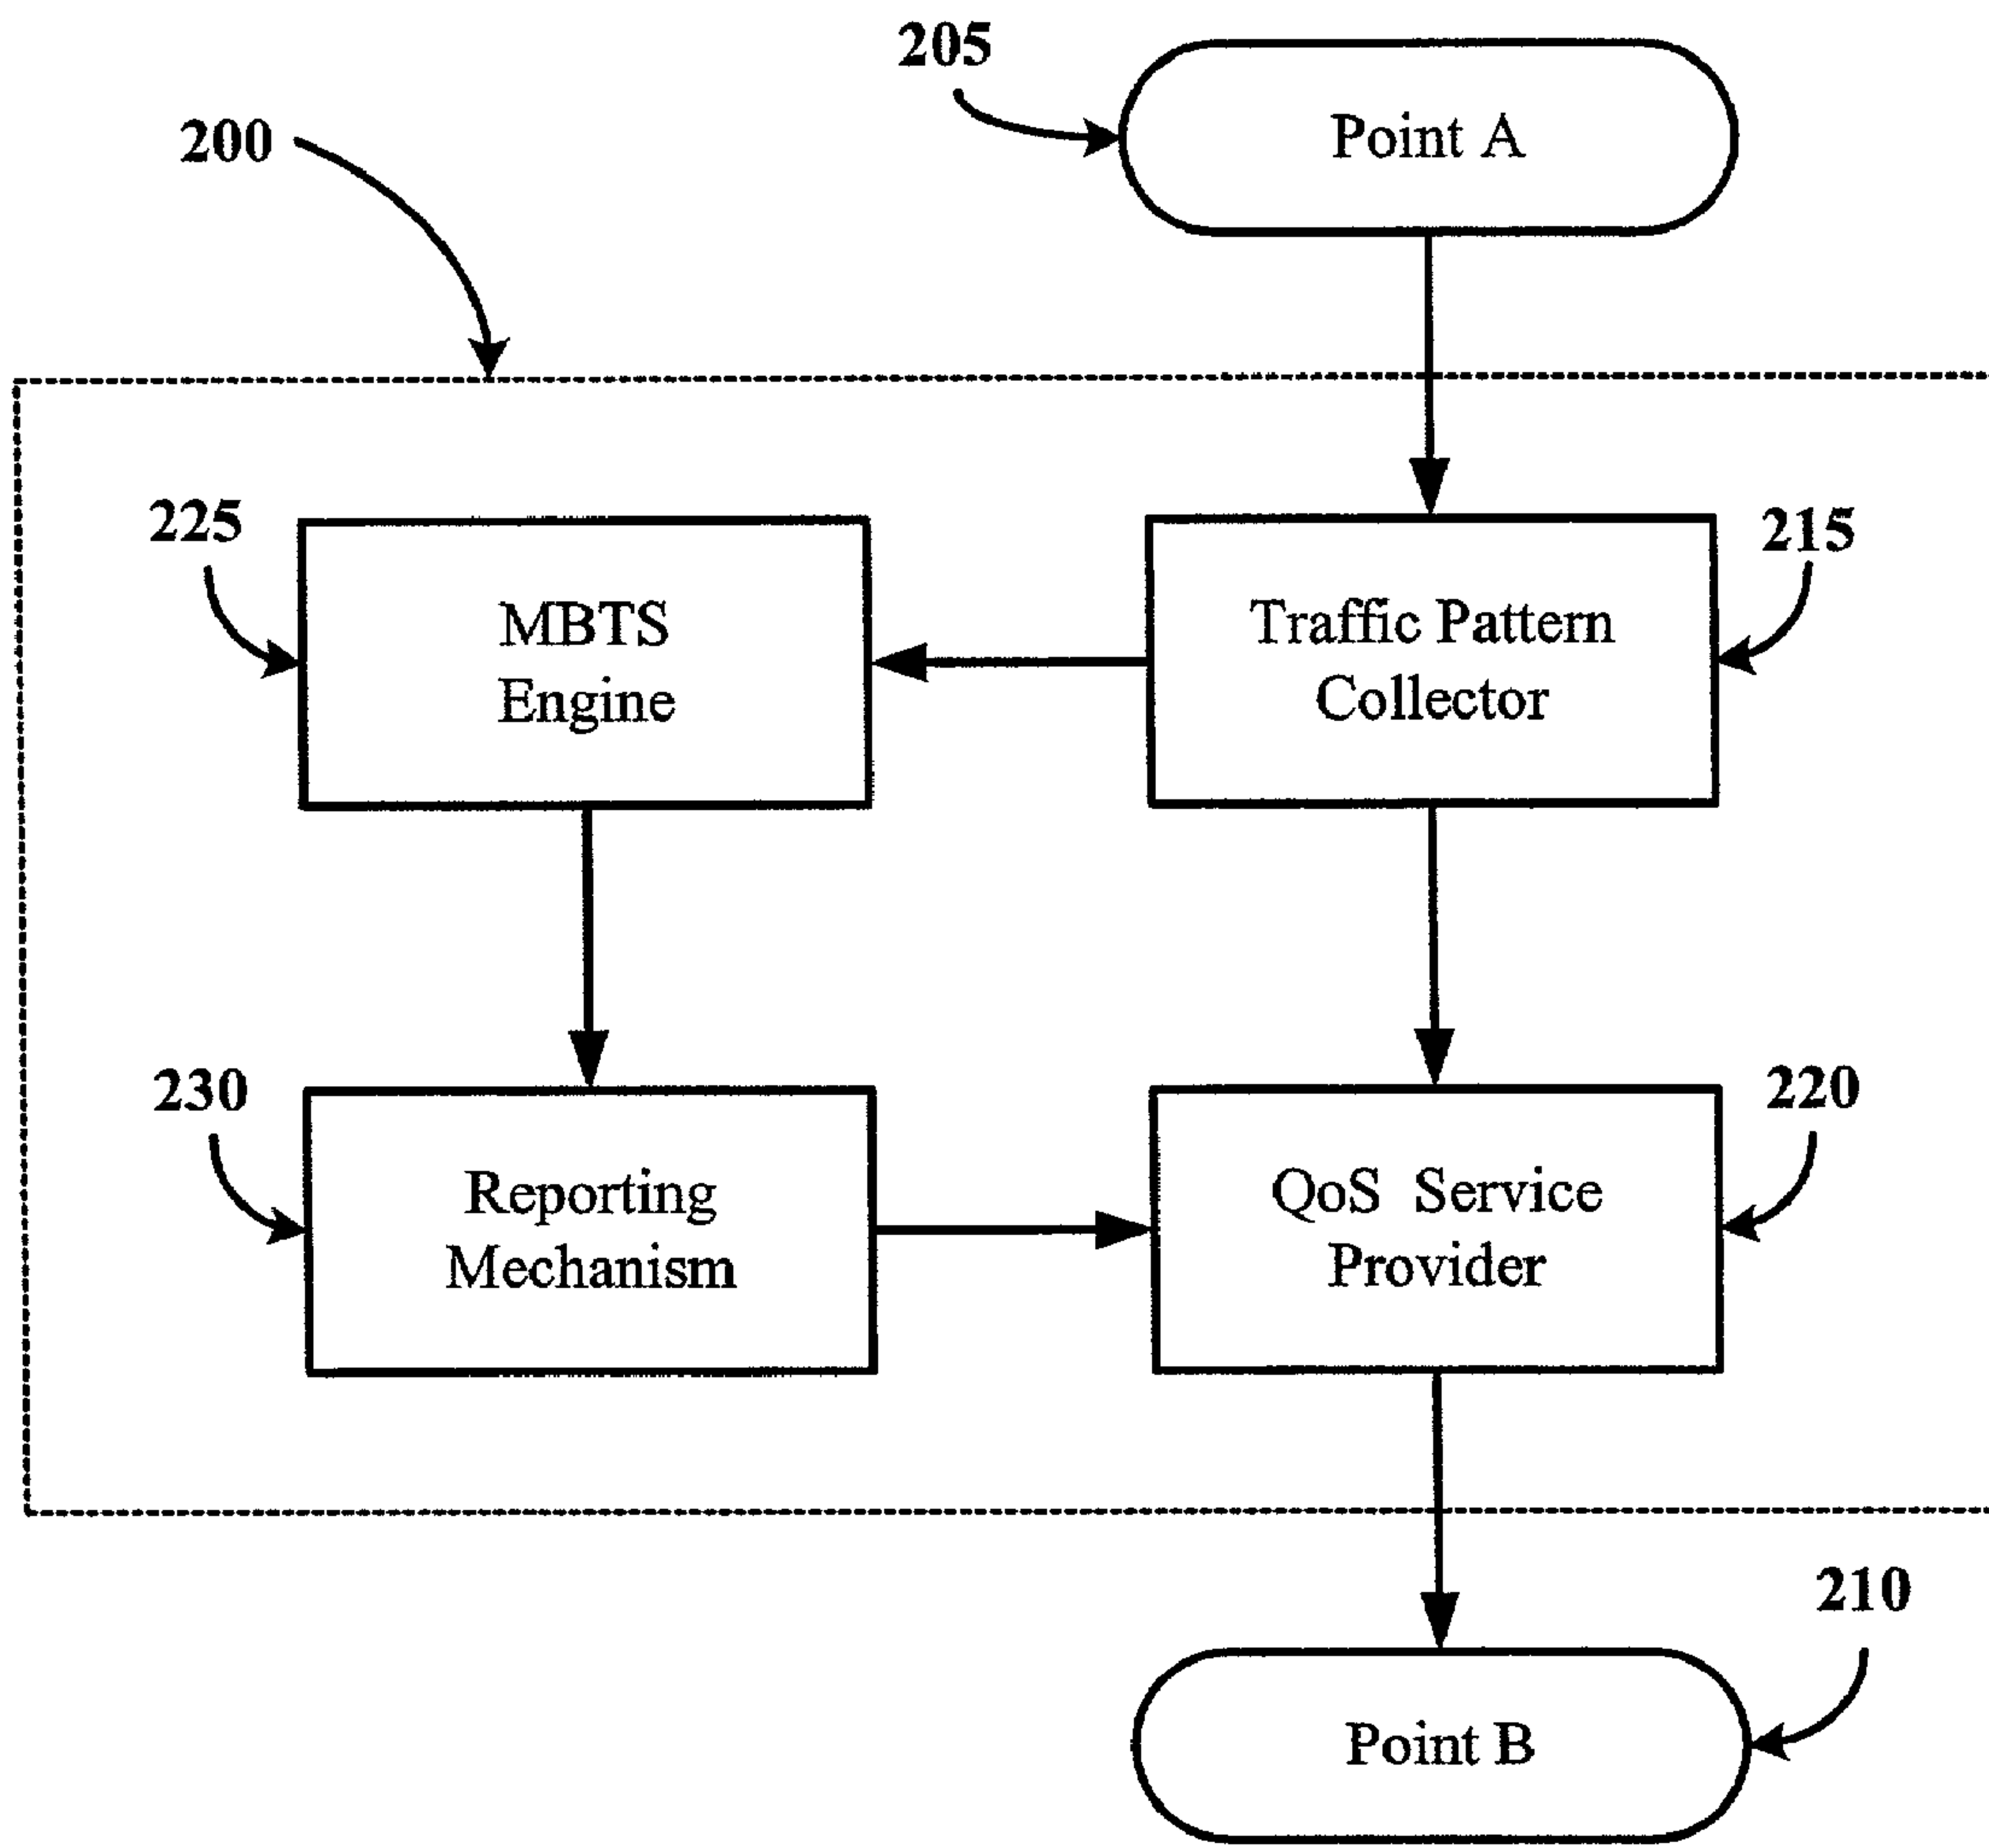 205
Point A
200
225
MBTS
Engine
215
Traffic Pattern
Collector
230
Reporting
Mechanism
220
QoS Service
Provider
210
Point B